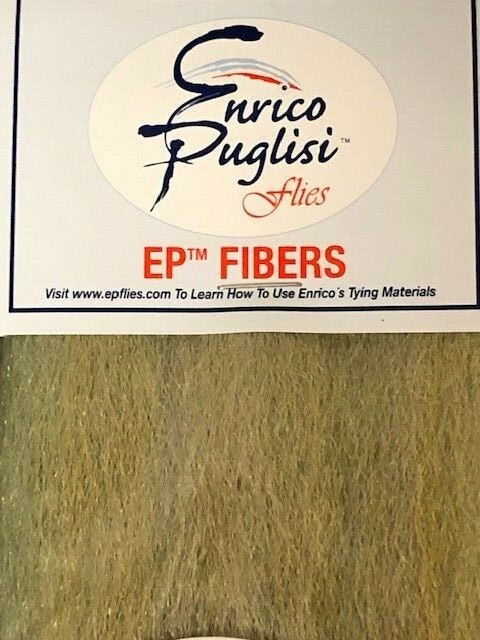 Enrico
Puglisi™
flies
EP™ FIBERS
Visit www.epflies.com To Learn How To Use Enrico´s Tying Materials